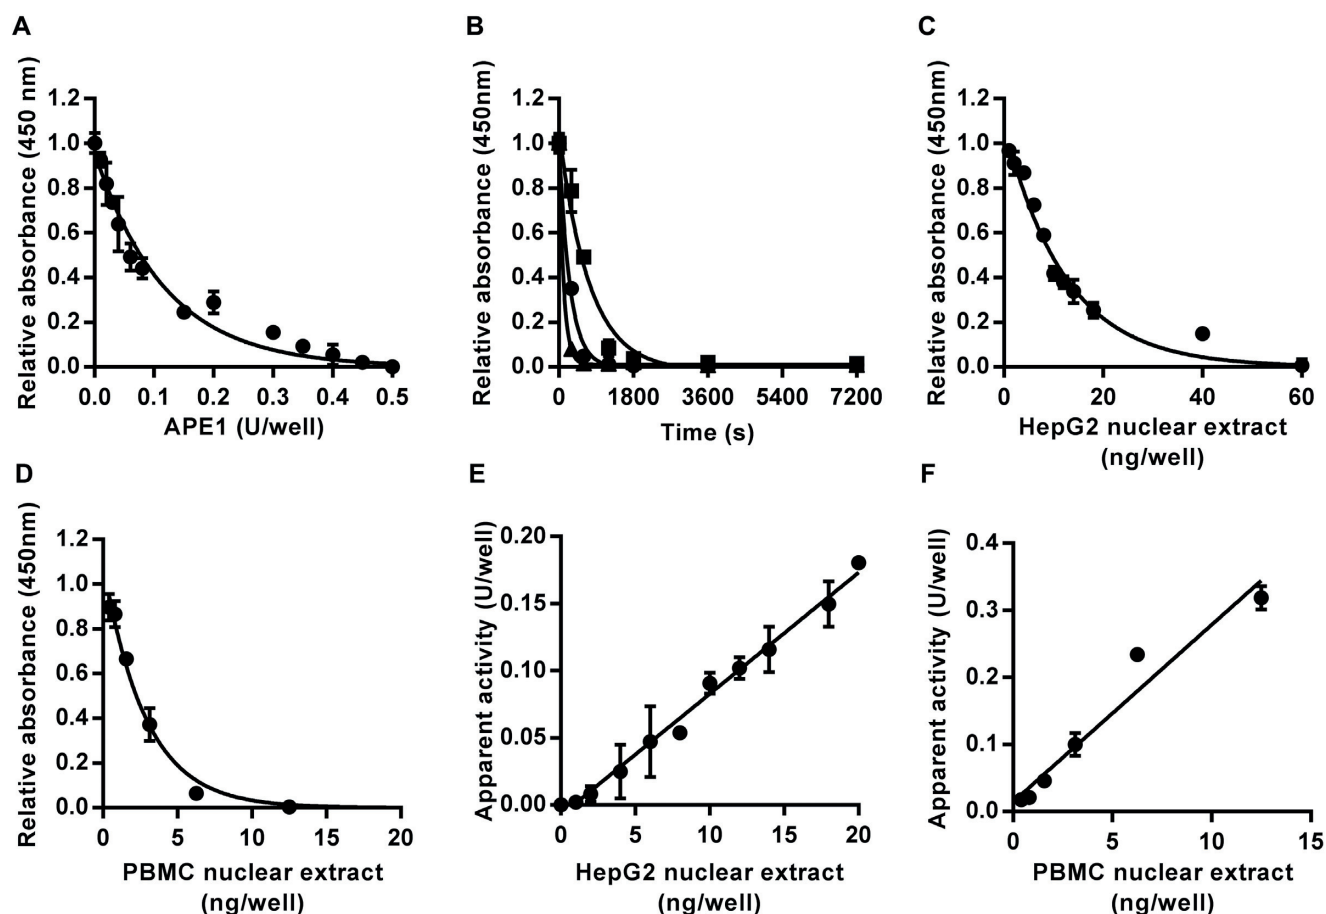 A
B
C
Relative absorbance (450 nm)
1.2
1.0
0.8
0.6
0.4
0.2
0.0
0.0 0.1 0.2 0.3 0.4 0.5
APE1 (U/well)
Relative absorbance (450nm)
1.2
1.0
0.8
0.6
0.4
0.2
0.0
0 1800 3600 5400 7200
Time (s)
Relative absorbance (450nm)
1.2
1.0
0.8
0.6
0.4
0.2
0.0
0 20 40 60
HepG2 nuclear extract
(ng/well)
D
E
F
Relative absorbance (450nm)
1.2
1.0
0.8
0.6
0.4
0.2
0.0
0 5 10 15 20
PBMC nuclear extract
(ng/well)
Apparent activity (U/well)
0.20
0.15
0.10
0.05
0.00
0 5 10 15 20
HepG2 nuclear extract
(ng/well)
Apparent activity (U/well)
0.4
0.3
0.2
0.1
0.0
0 5 10 15
PBMC nuclear extract
(ng/well)